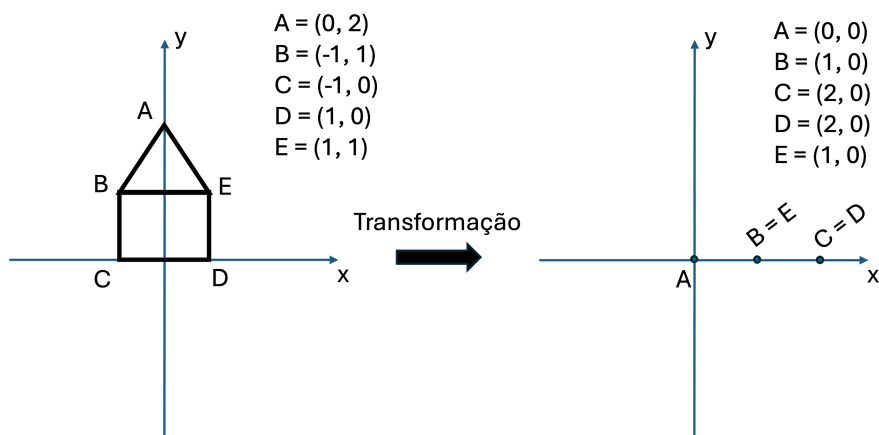 A = (0, 2)
B = (-1, 1)
C = (-1, 0)
D = (1, 0)
E = (1, 1)
y
A
B
E
C
D
x
Transformação
A = (0, 0)
B = (1, 0)
C = (2, 0)
D = (2, 0)
E = (1, 0)
y
B = E
C = D
A
x